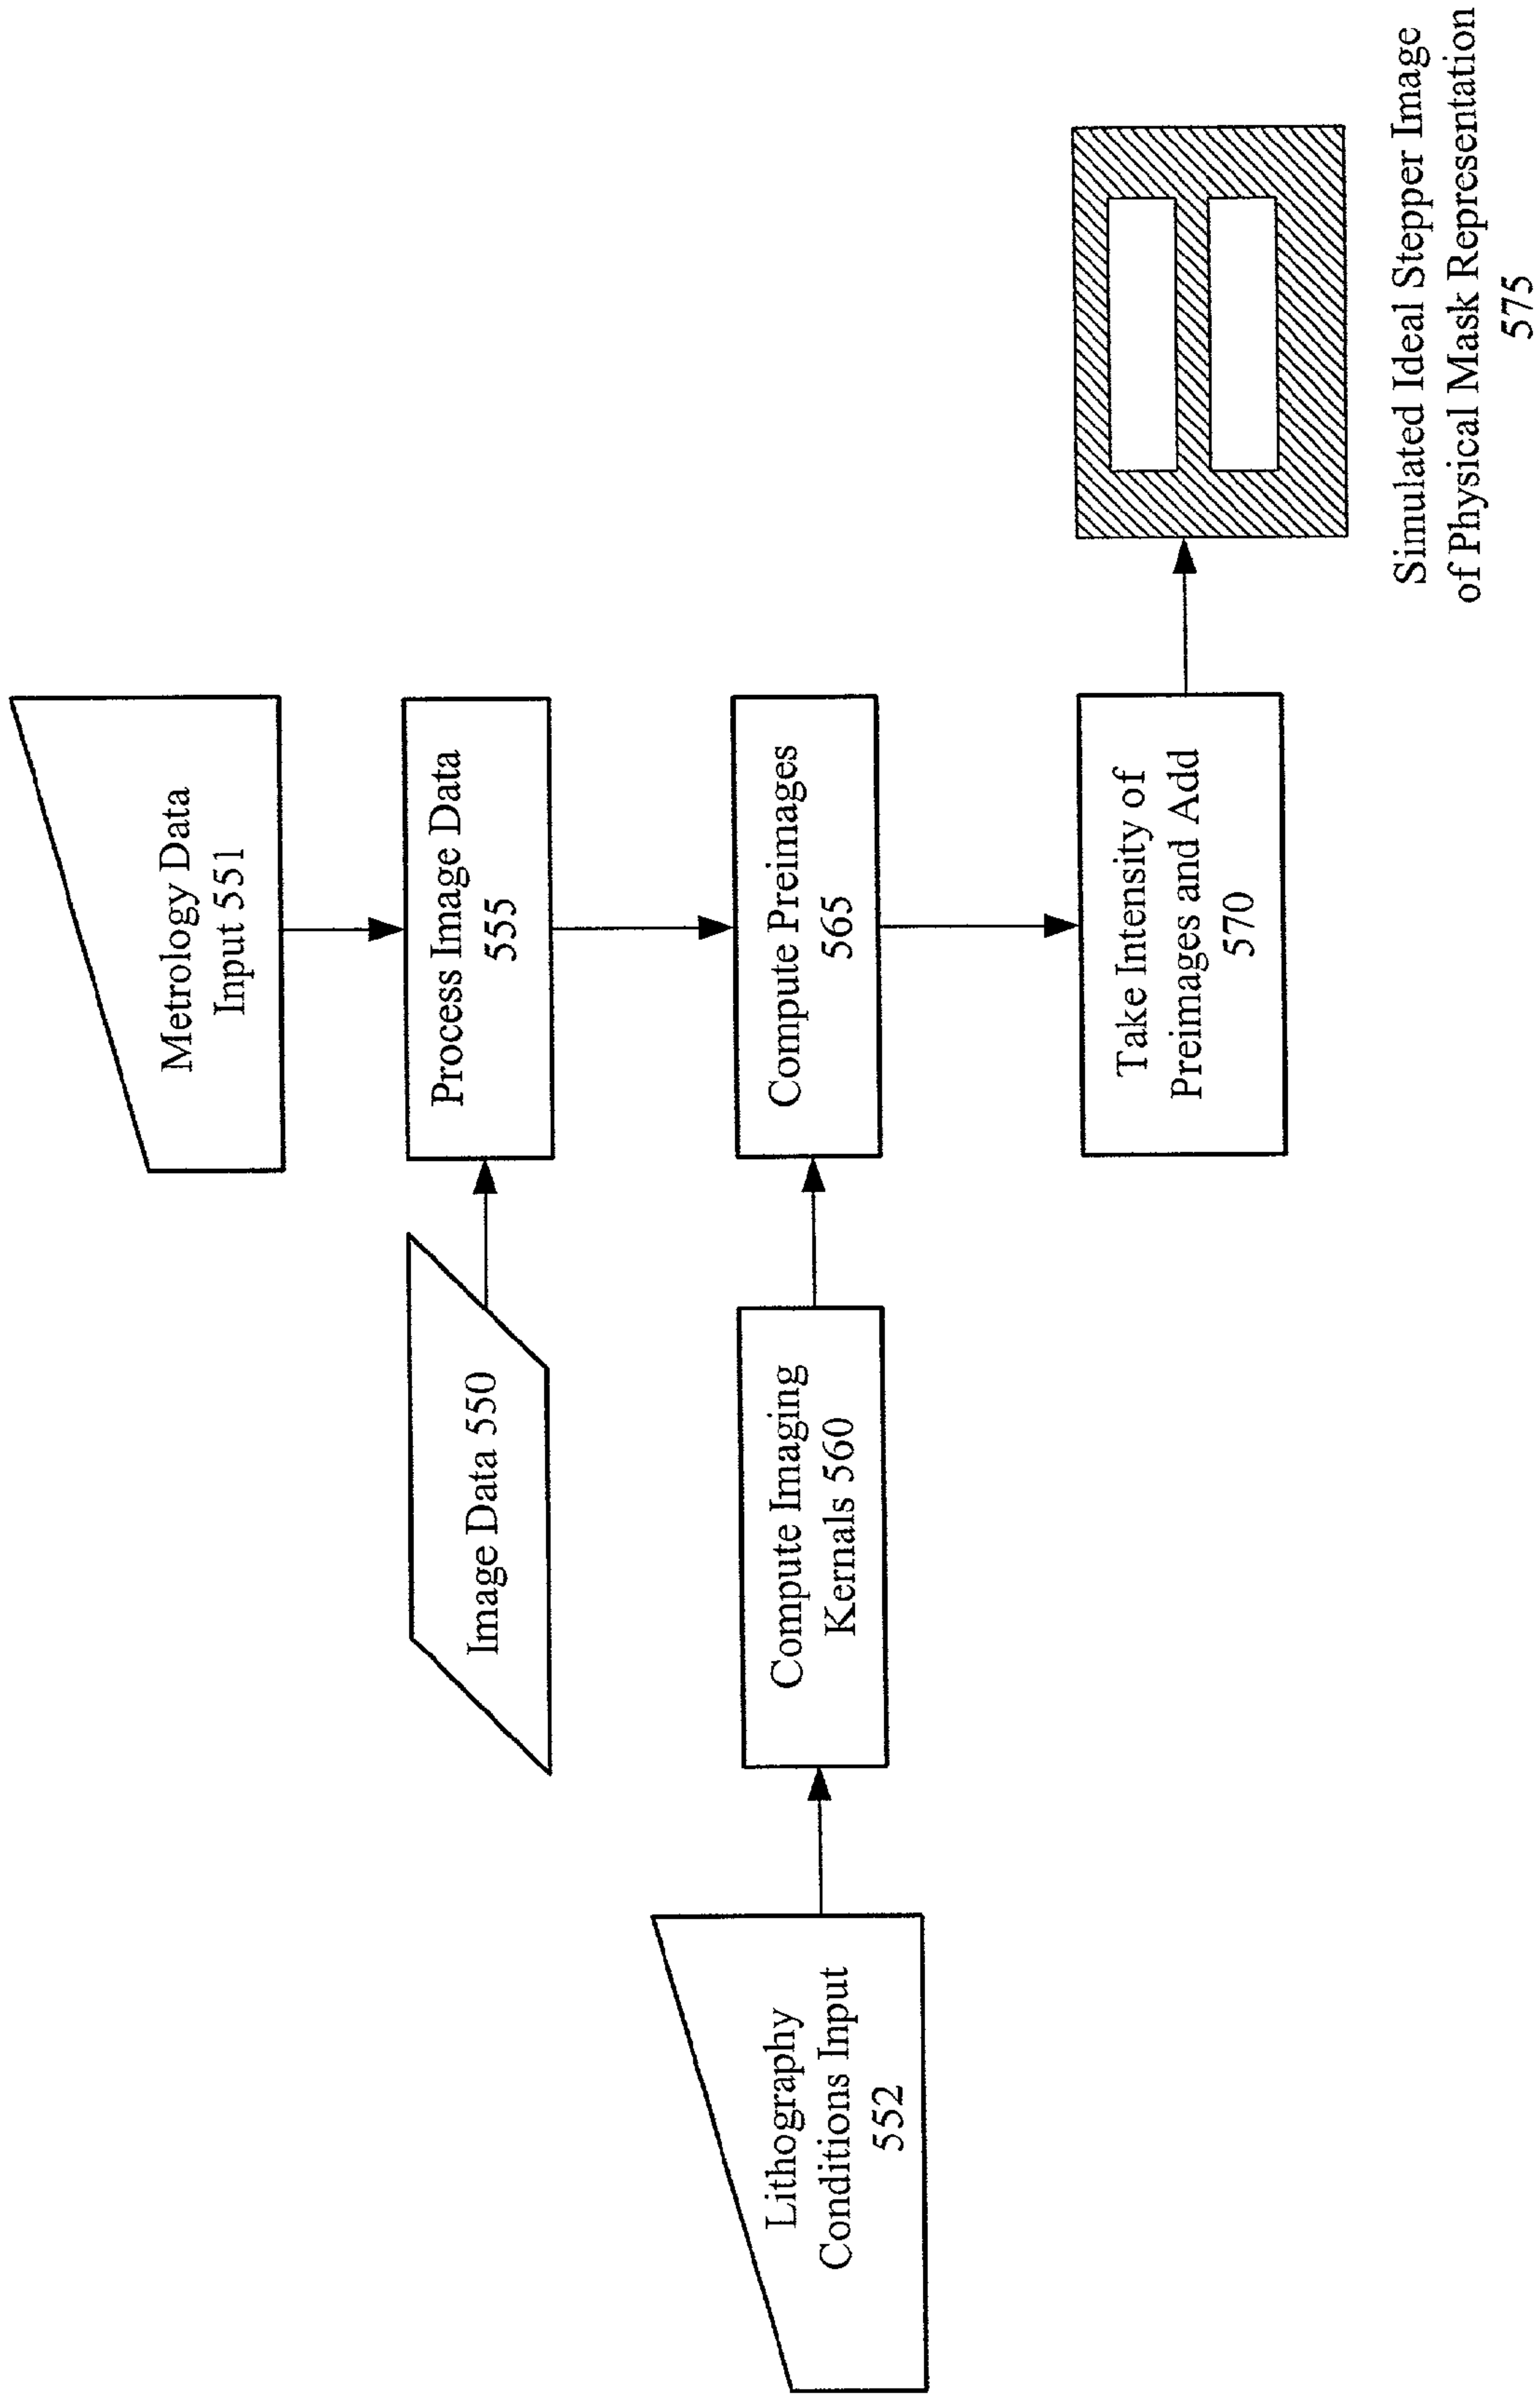 Metrology Data
Input 551
Image Data 550
Process Image Data
555
Lithography
Conditions Input
552
Compute Imaging
Kernals 560
Compute Preimages
565
Take Intensity of
Preimages and Add
570
Simulated Ideal Stepper Image
of Physical Mask Representation
575